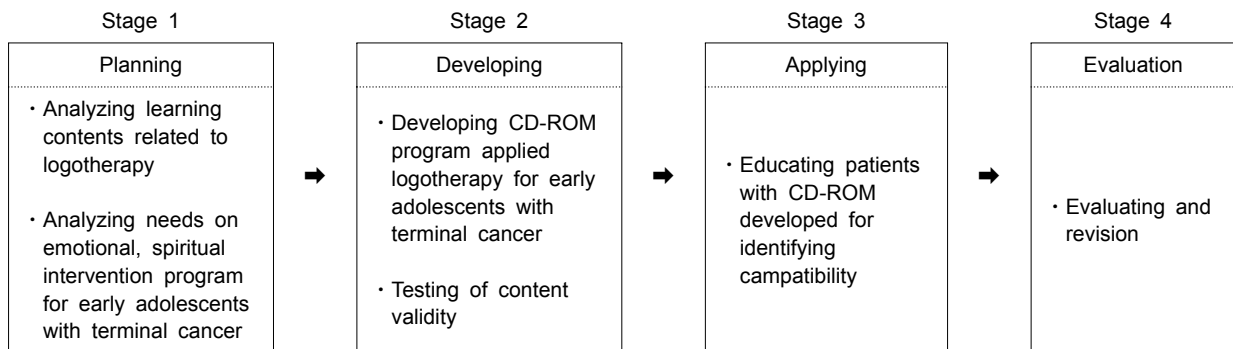 Stage 1
Planning
・Analyzing learning
contents related to
logotherapy
・Analyzing needs on
emotional, spiritual
intervention program
for early adolescents
with terminal cancer
Stage 2
Developing
・Developing CD-ROM
program applied
logotherapy for early
adolescents with
terminal cancer
・Testing of content
validity
Stage 3
Applying
・Educating patients
with CD-ROM
developed for
identifying
campatibility
Stage 4
Evaluation
・Evaluating and
revision